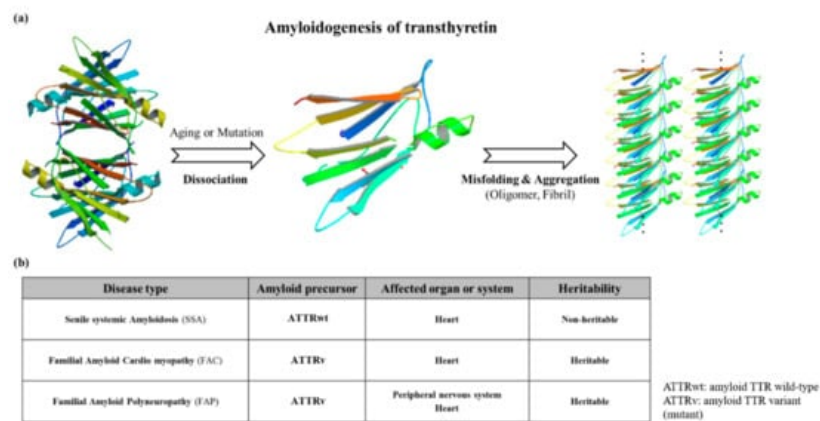 (a)
Amyloidogenesis of transthyretin
Aging or Mutation
Dissociation
Misfolding & Aggregation
(Oligomer, Fibril)
(b)
Disease type Amyloid precursor Affected organ or system Heritability
Senile systemic Amyloidosis (SSA) ATTRwt Heart Non-heritable
Familial Amyloid Cardio myopathy (FAC) ATTRv Heart Heritable
Familial Amyloid Polyneuropathy (FAP) ATTRv Peripheral nervous system Heritable
Heart
ATTRwt: amyloid TTR wild-type
ATTRv: amyloid TTR variant
(mutant)